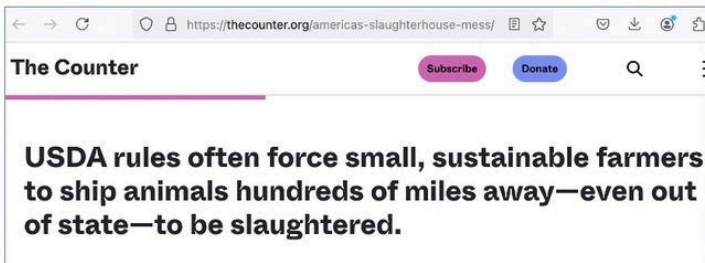 https://thecounter.org/americas-slaughterhouse-mess/
The Counter
Subscribe
Donate
USDA rules often force small, sustainable farmers
to ship animals hundreds of miles away—even out
of state—to be slaughtered.